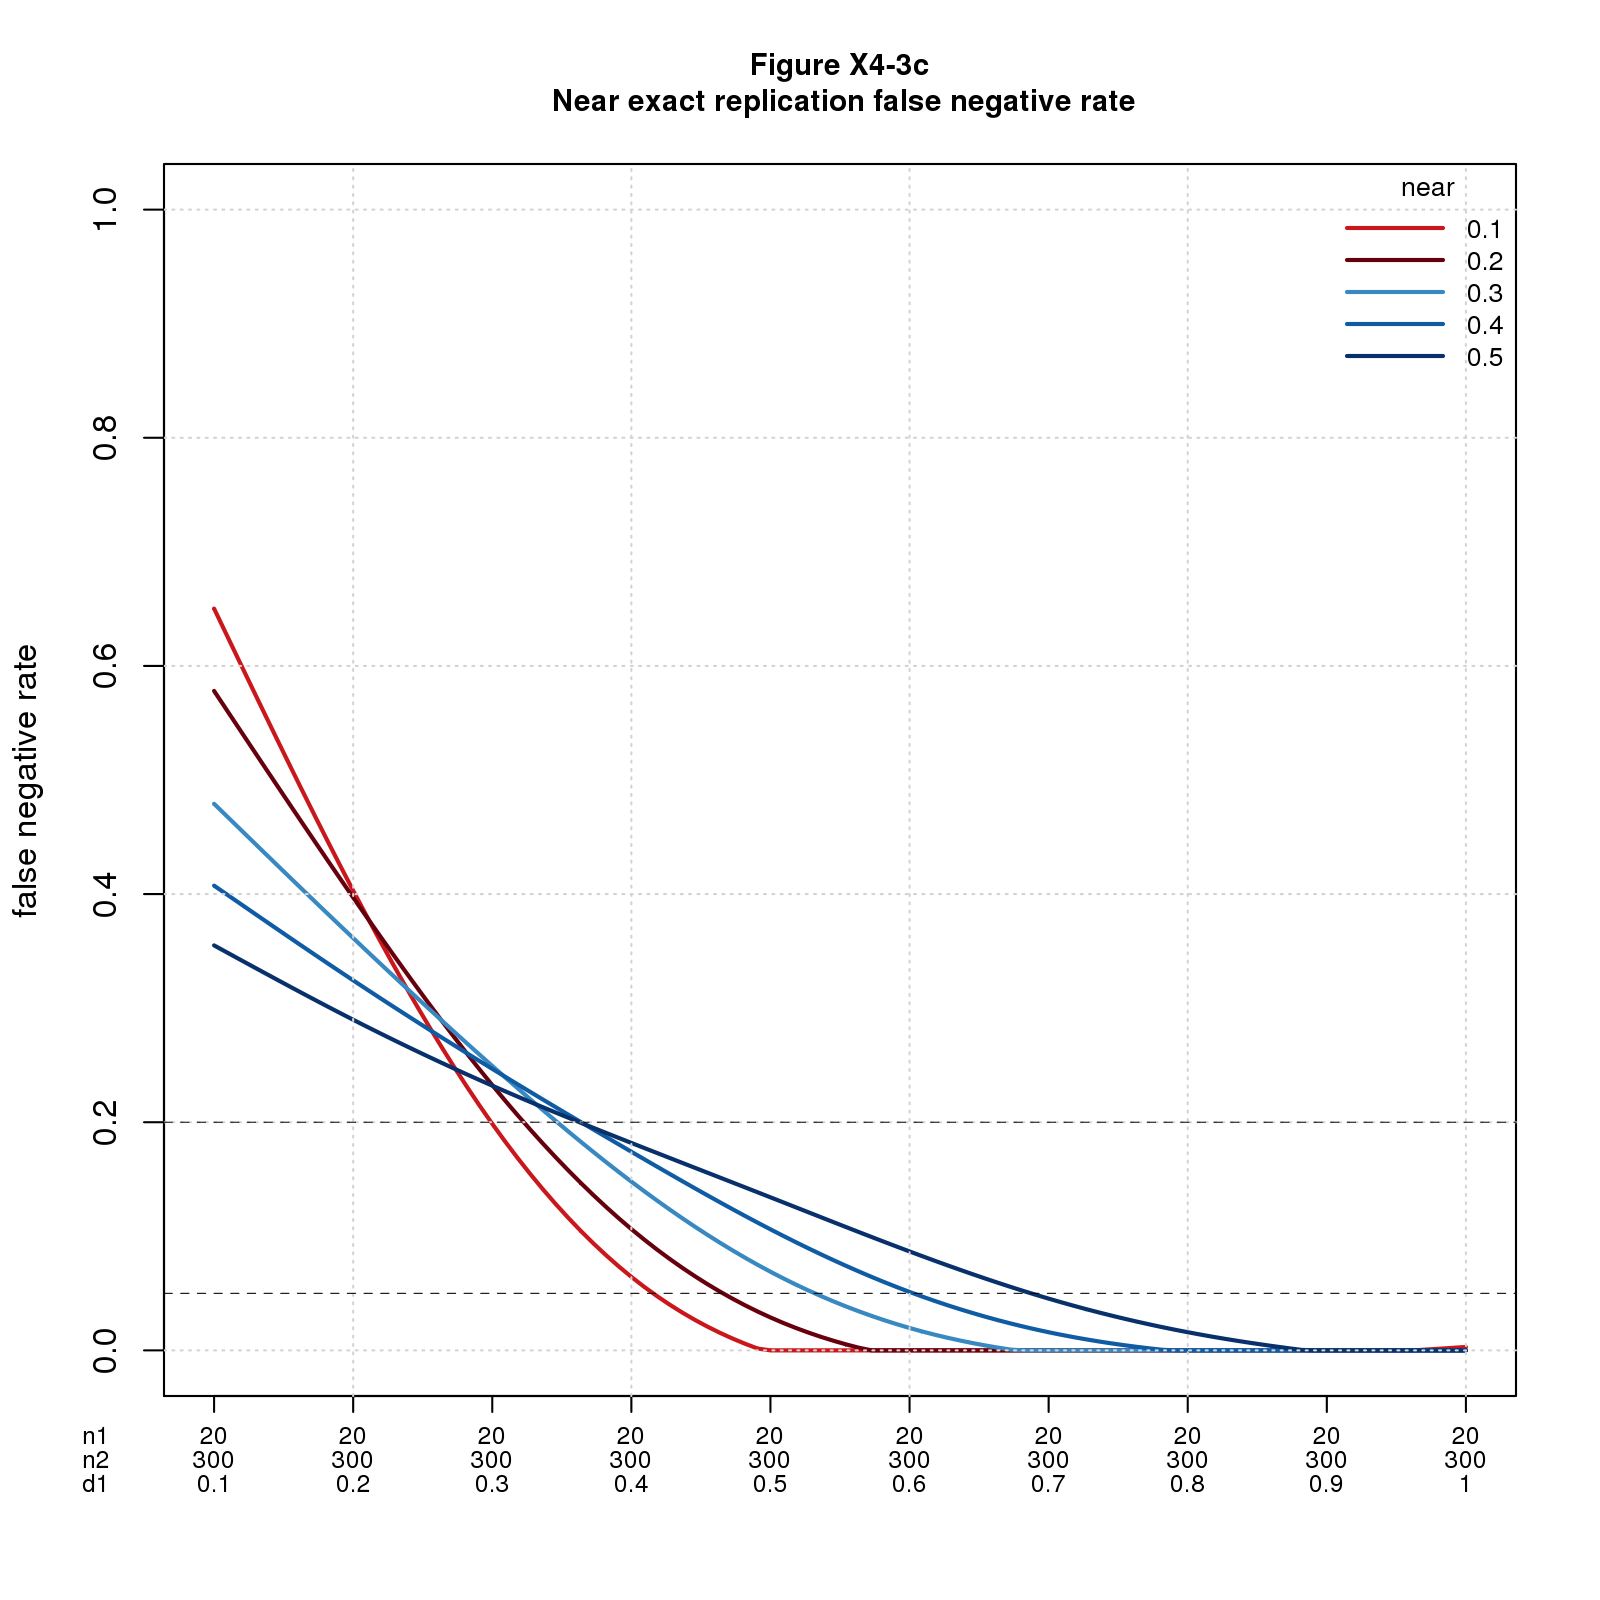 Figure X4-3c
Near exact replication false negative rate
near
0.1
0.2
0.3
0.4
0.5
false negative rate
1.0
0.8
0.6
0.4
0.2
0.0
n1 20 20 20 20 20 20 20 20 20 20
n2 300 300 300 300 300 300 300 300 300 300
d1 0.1 0.2 0.3 0.4 0.5 0.6 0.7 0.8 0.9 1